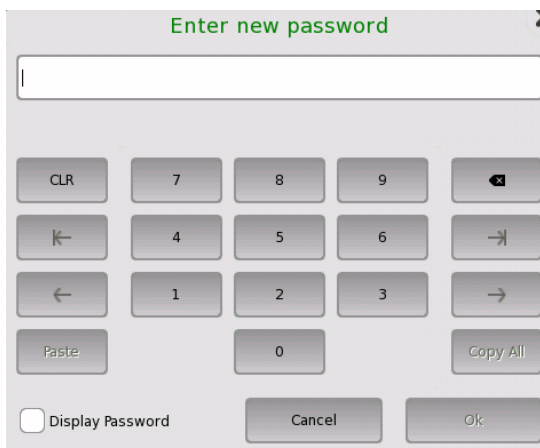 Enter new password
CLR 7 8 9
4 5 6
1 2 3
Paste 0 Copy All
Display Password Cancel Ok